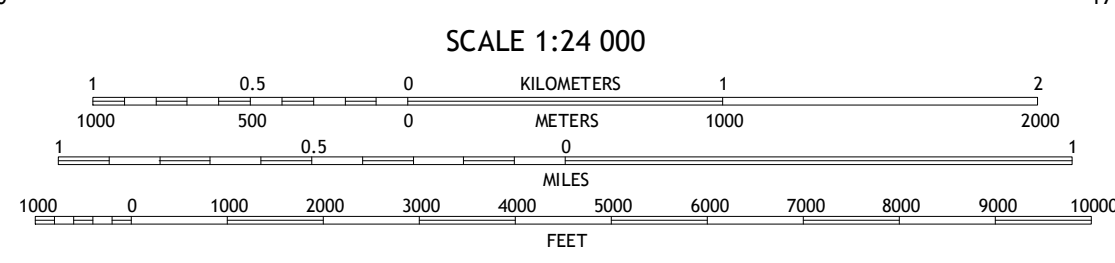 SCALE 1:24 000
1 0.5 0 KILOMETERS 1 2
1000 500 0 METERS 1000 2000
1 0.5 0 1
MILES
1000 0 1000 2000 3000 4000 5000 6000 7000 8000 9000 10000
FEET